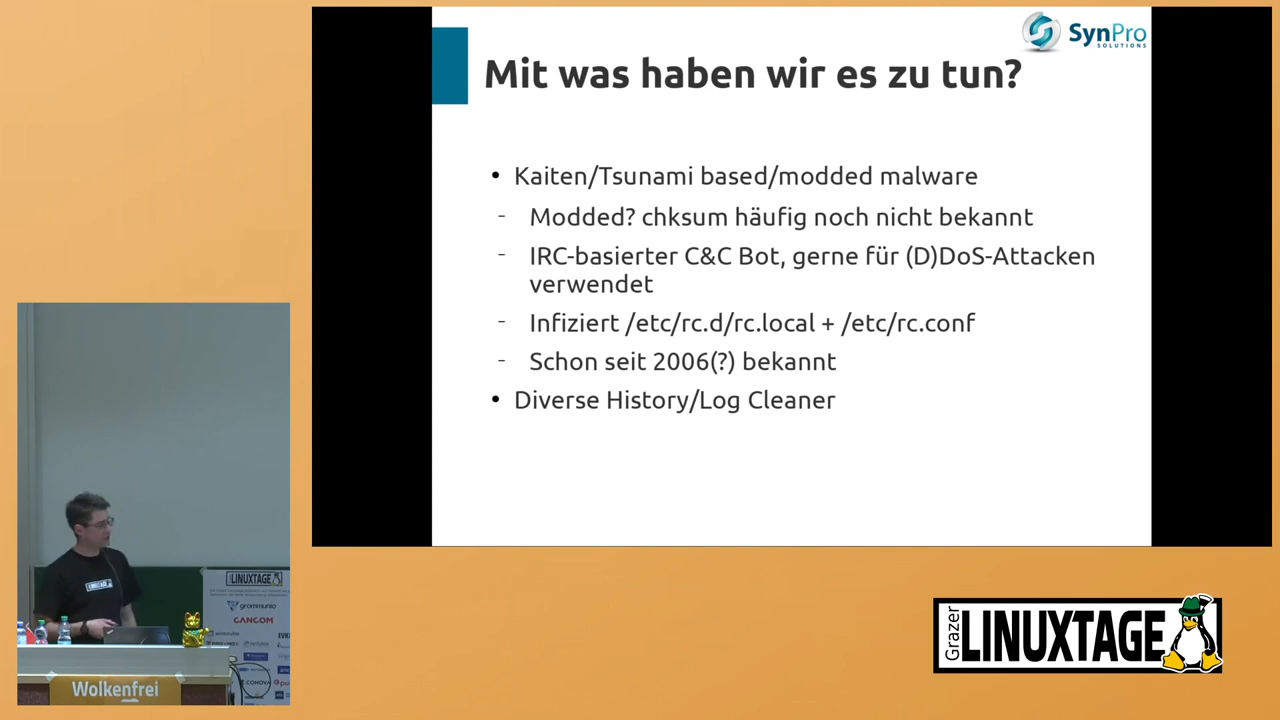 SynPro
SOLUTIONS
Mit was haben wir es zu tun?
• Kaiten/Tsunami based/modded malware
- Modded? chksum häufig noch nicht bekannt
- IRC-basierter C&C Bot, gerne für (D)DoS-Attacken
verwendet
- Infiziert /etc/rc.d/rc.local + /etc/rc.conf
- Schon seit 2006(?) bekannt
• Diverse History/Log Cleaner
LINUXTAGE
LINUXTAGE
grommunio
CANCOM
Wolkenfrei
Grazer
LINUXTAGE